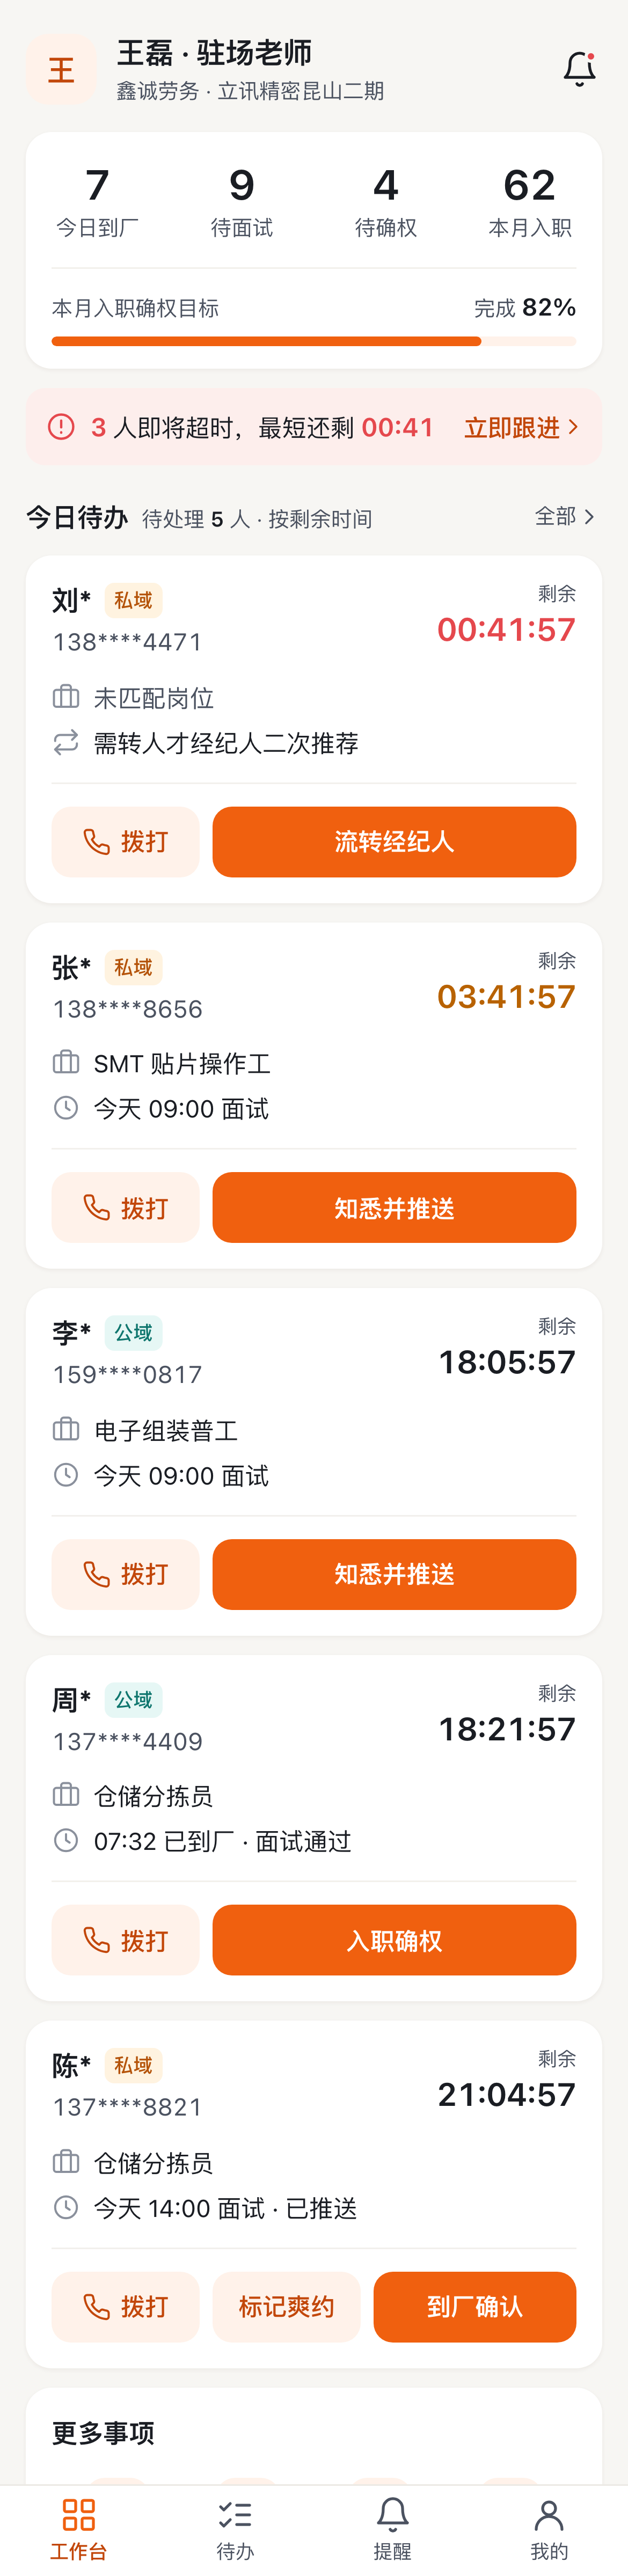 王
王磊 · 驻场老师
鑫诚劳务 · 立讯精密昆山二期
7 9 4 62
今日到厂 待面试 待确权 本月入职
本月入职确权目标 完成 82%
3 人即将超时，最短还剩 00:41 立即跟进
今日待办 待处理 5 人 · 按剩余时间 全部
刘* 私域 剩余
138****4471 00:41:57
未匹配岗位
需转人才经纪人二次推荐
拨打 流转经纪人
张* 私域 剩余
138****8656 03:41:57
SMT 贴片操作工
今天 09:00 面试
拨打 知悉并推送
李* 公域 剩余
159****0817 18:05:57
电子组装普工
今天 09:00 面试
拨打 知悉并推送
周* 公域 剩余
137****4409 18:21:57
仓储分拣员
07:32 已到厂 · 面试通过
拨打 入职确权
陈* 私域 剩余
137****8821 21:04:57
仓储分拣员
今天 14:00 面试 · 已推送
拨打 标记爽约 到厂确认
更多事项
工作台 待办 提醒 我的